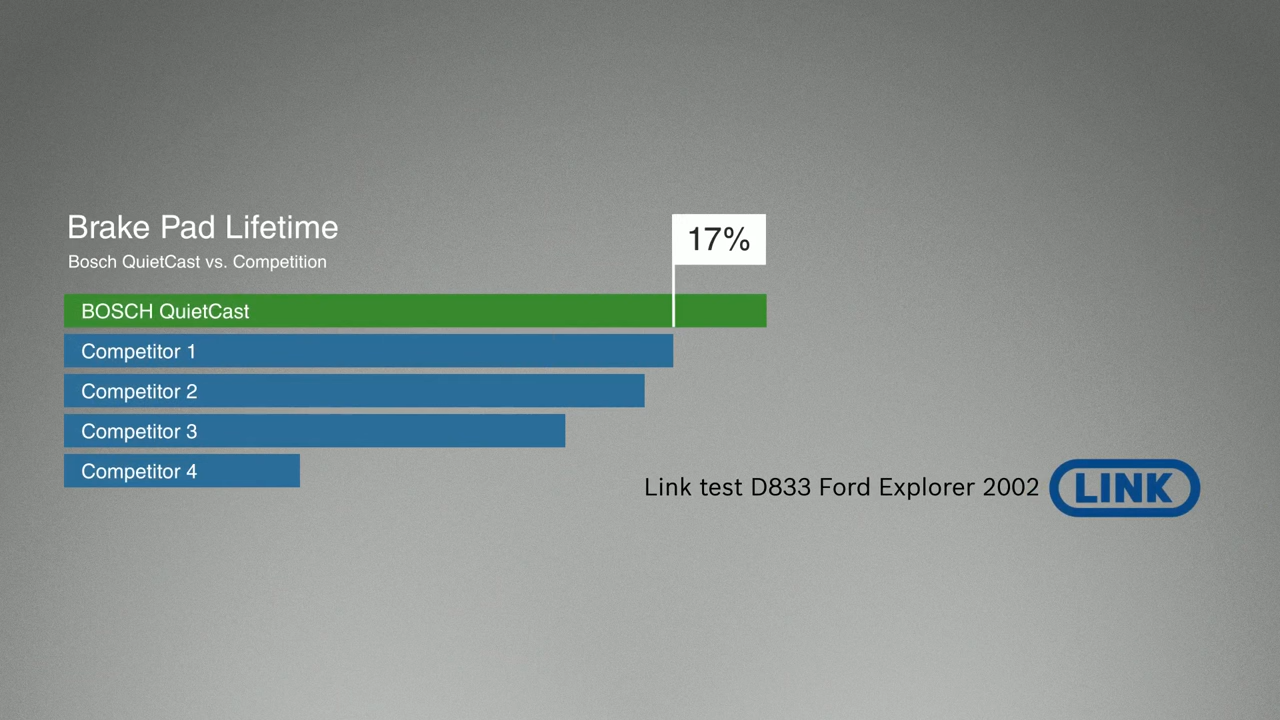 Brake Pad Lifetime
Bosch QuietCast vs. Competition
17%
BOSCH QuietCast
Competitor 1
Competitor 2
Competitor 3
Competitor 4
Link test D833 Ford Explorer 2002 LINK